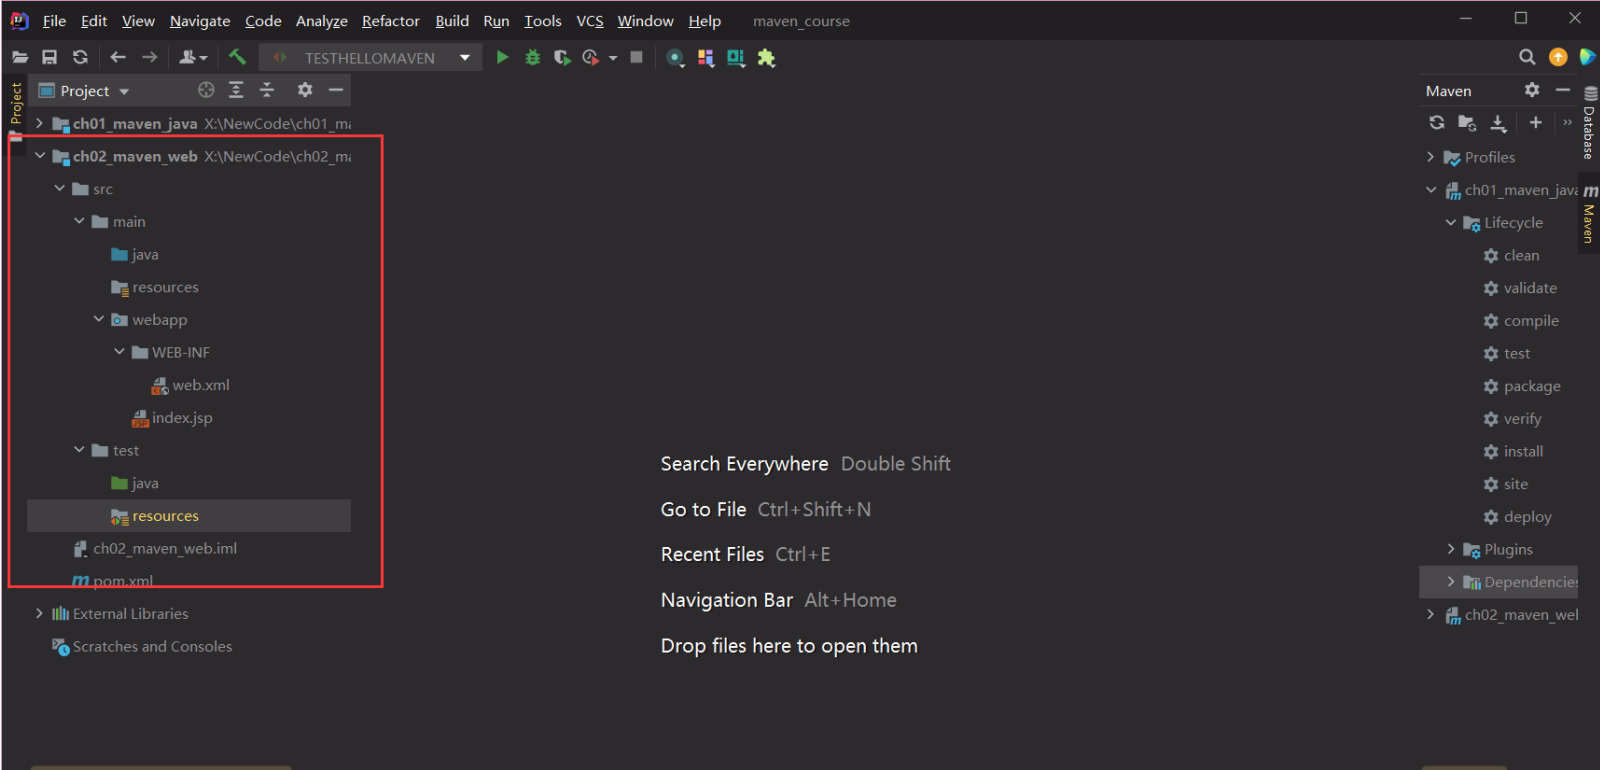 File Edit View Navigate Code Analyze Refactor Build Run Tools VCS Window Help maven_course
TESTHELLOMAVEN
Project
Project
ch01_maven_java X:\NewCode\ch01_ma
ch02_maven_web X:\NewCode\ch02_ma
src
main
java
resources
webapp
WEB-INF
web.xml
index.jsp
test
java
resources
ch02_maven_web.iml
pom.xml
External Libraries
Scratches and Consoles
Search Everywhere Double Shift
Go to File Ctrl+Shift+N
Recent Files Ctrl+E
Navigation Bar Alt+Home
Drop files here to open them
Maven
Profiles
ch01_maven_java
Lifecycle
clean
validate
compile
test
package
verify
install
site
deploy
Plugins
Dependencies
ch02_maven_wel
Database
Maven